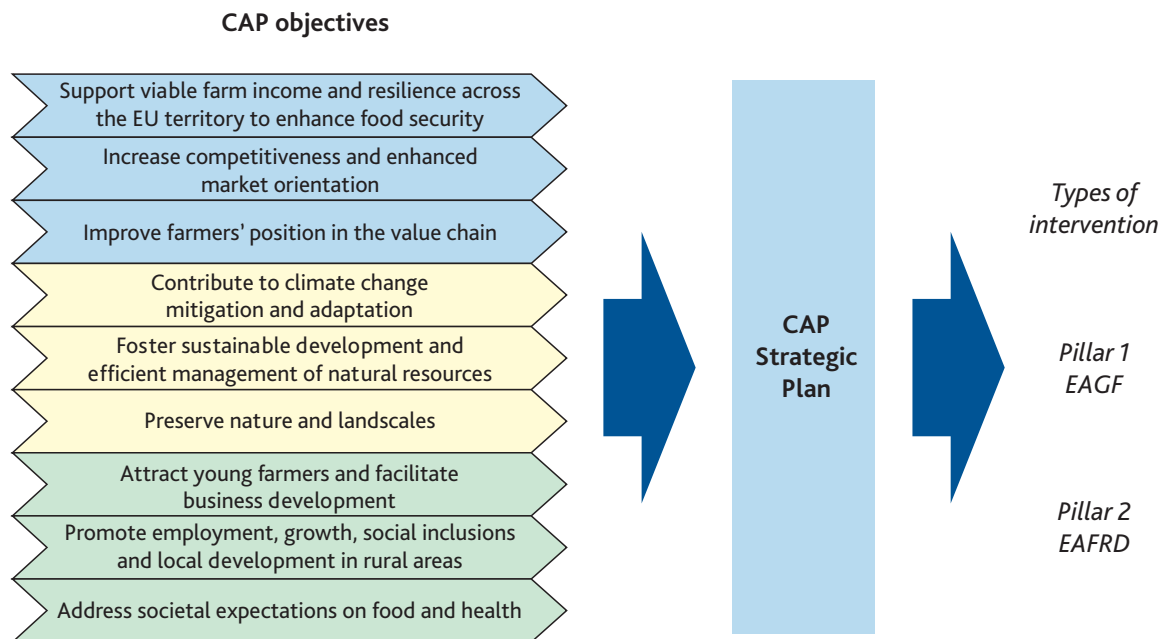 CAP objectives
Support viable farm income and resilience across
the EU territory to enhance food security
Increase competitiveness and enhanced
market orientation
Improve farmers’ position in the value chain
Contribute to climate change
mitigation and adaptation
Foster sustainable development and
efficient management of natural resources
Preserve nature and landscapes
Attract young farmers and facilitate
business development
Promote employment, growth, social inclusions
and local development in rural areas
Address societal expectations on food and health
CAP
Strategic
Plan
Types of
intervention
Pillar 1
EAGF
Pillar 2
EAFRD